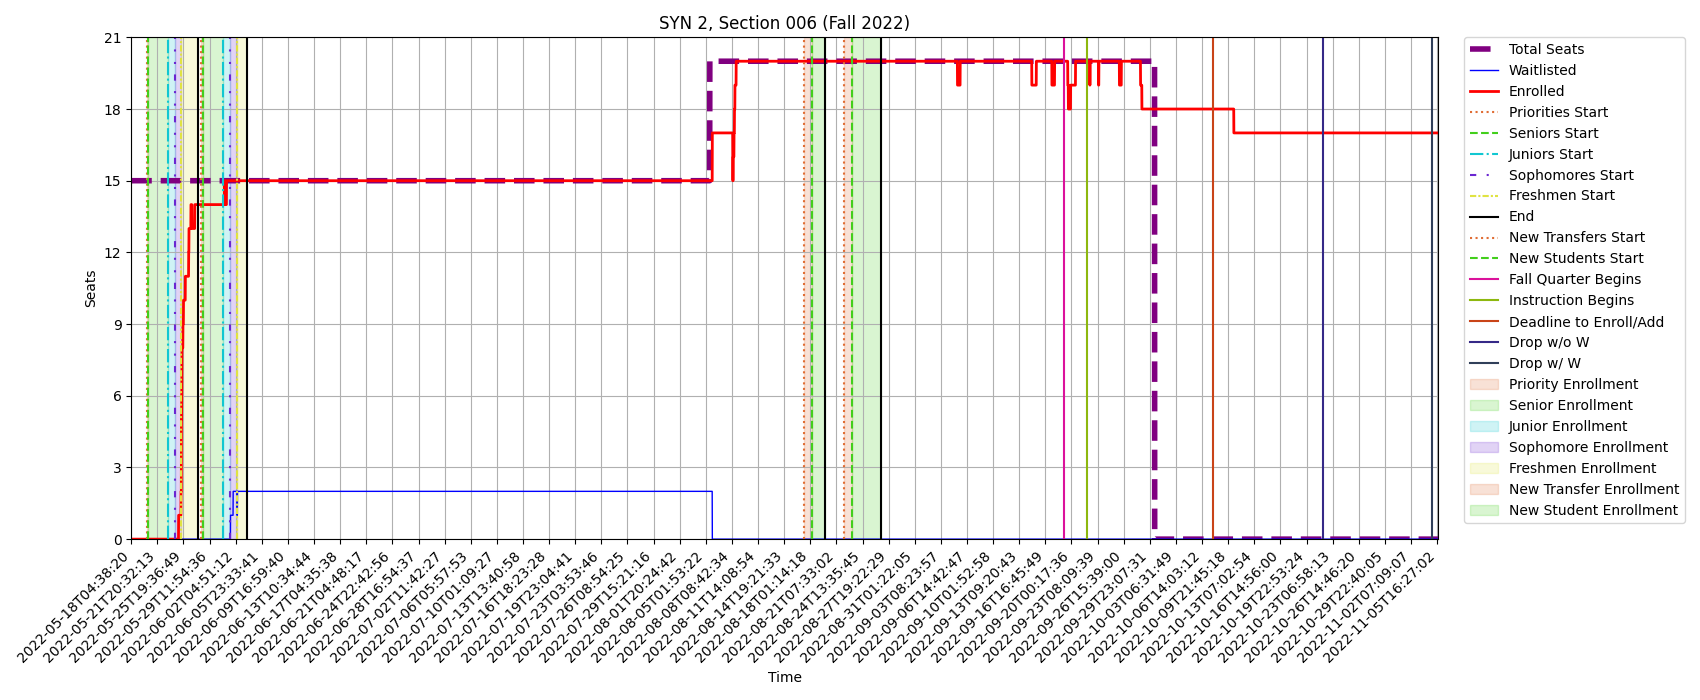 SYN 2, Section 006 (Fall 2022)
Seats
21
18
15
12
9
6
3
0
2022-05-18T04:38:20
2022-05-21T20:32:13
2022-05-25T19:36:49
2022-05-29T11:54:36
2022-06-02T04:51:12
2022-06-05T23:33:41
2022-06-09T16:59:40
2022-06-13T10:34:44
2022-06-17T04:35:38
2022-06-21T04:48:17
2022-06-24T22:42:56
2022-06-28T16:54:37
2022-07-02T11:42:27
2022-07-06T05:57:53
2022-07-10T01:09:27
2022-07-13T13:40:58
2022-07-16T18:23:28
2022-07-19T23:04:41
2022-07-23T03:53:46
2022-07-26T08:54:25
2022-07-29T15:21:16
2022-08-01T20:24:42
2022-08-05T01:53:22
2022-08-08T08:42:34
2022-08-11T14:08:54
2022-08-14T19:21:33
2022-08-18T01:14:18
2022-08-21T07:33:02
2022-08-24T13:35:45
2022-08-27T19:22:29
2022-08-31T01:22:05
2022-09-03T08:23:57
2022-09-06T14:42:47
2022-09-10T01:52:58
2022-09-13T09:20:43
2022-09-16T16:45:49
2022-09-20T00:17:36
2022-09-23T08:09:39
2022-09-26T15:39:00
2022-09-29T23:07:31
2022-10-03T06:31:49
2022-10-06T14:03:12
2022-10-09T21:45:18
2022-10-13T07:02:54
2022-10-16T14:56:00
2022-10-19T22:53:24
2022-10-23T06:58:13
2022-10-26T14:46:20
2022-10-29T22:40:05
2022-11-02T07:09:07
2022-11-05T16:27:02
Time
Total Seats
Waitlisted
Enrolled
Priorities Start
Seniors Start
Juniors Start
Sophomores Start
Freshmen Start
End
New Transfers Start
New Students Start
Fall Quarter Begins
Instruction Begins
Deadline to Enroll/Add
Drop w/o W
Drop w/ W
Priority Enrollment
Senior Enrollment
Junior Enrollment
Sophomore Enrollment
Freshmen Enrollment
New Transfer Enrollment
New Student Enrollment